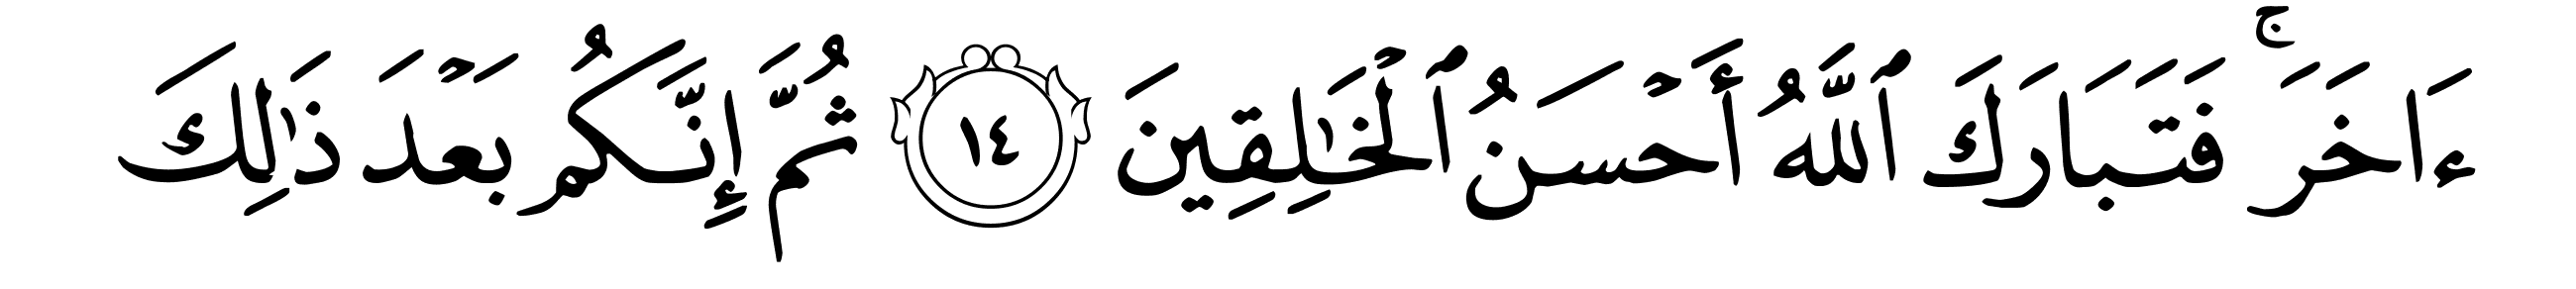 ءَاخَرَۚ فَتَبَارَكَ ٱللَّهُ أَحۡسَنُ ٱلۡخَٰلِقِينَ ١٤ ثُمَّ إِنَّكُم بَعۡدَ ذَٰلِكَ